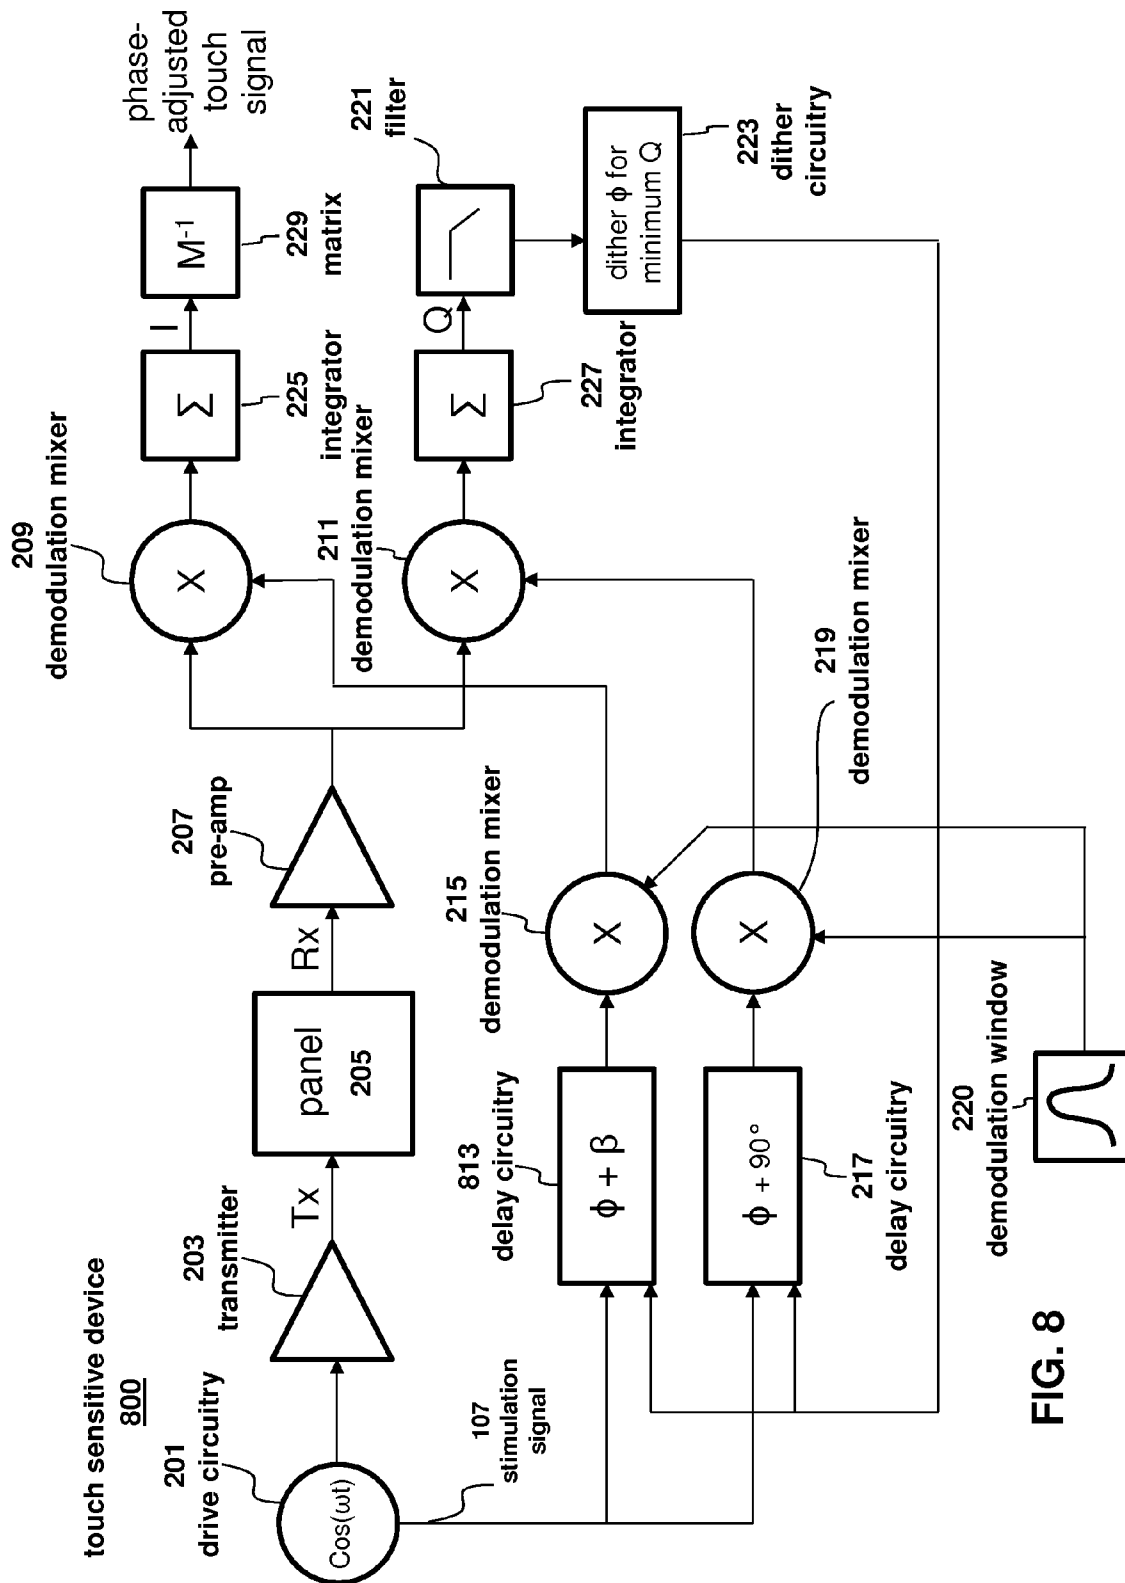 touch sensitive device
800
201
drive circuitry
Cos(ωt)
107
stimulation
signal
203
transmitter
Tx
panel
205
Rx
207
pre-amp
209
demodulation mixer
X
Σ
225
integrator
I
M-1
229
matrix
phase-
adjusted
touch
signal
211
demodulation mixer
X
Σ
227
integrator
Q
221
filter
dither ϕ for
minimum Q
223
dither
circuitry
813
delay circuitry
ϕ + β
215
demodulation mixer
X
ϕ + 90°
217
delay circuitry
X
219
demodulation mixer
220
demodulation window
FIG. 8